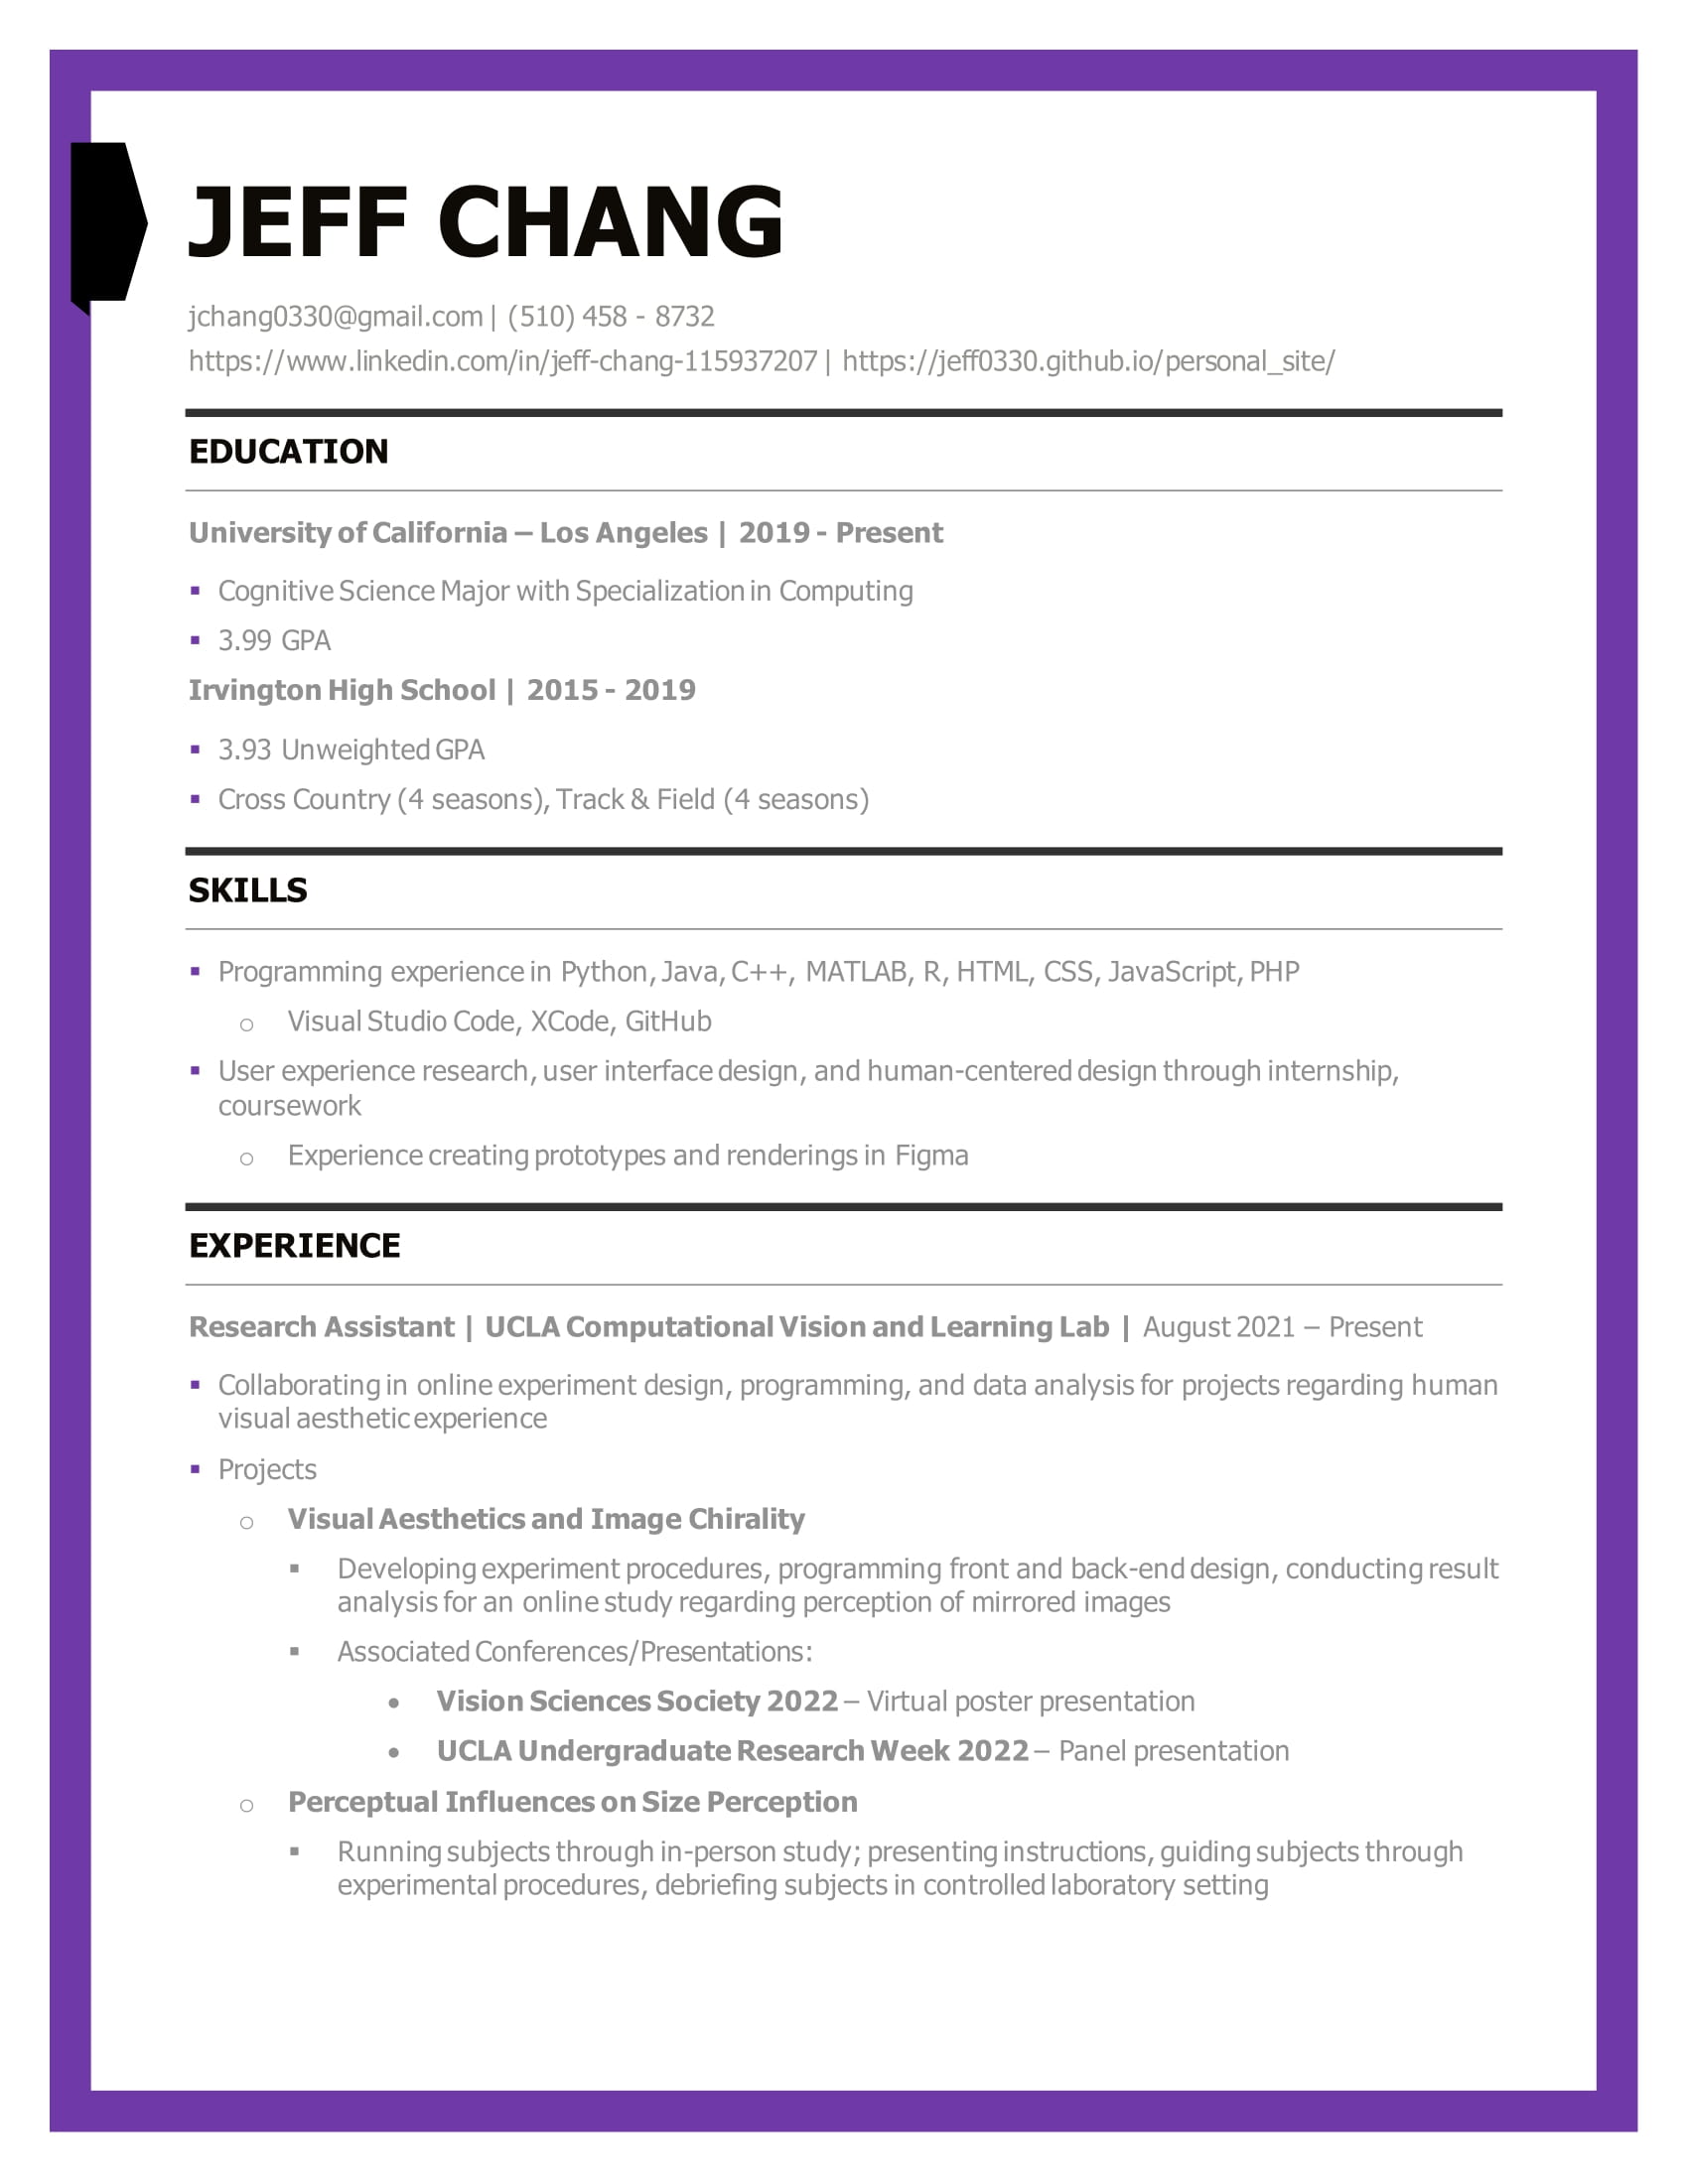 JEFF CHANG
jchang0330@gmail.com | (510) 458 - 8732
https://www.linkedin.com/in/jeff-chang-115937207 | https://jeff0330.github.io/personal_site/
EDUCATION
University of California – Los Angeles | 2019 - Present
▪ Cognitive Science Major with Specialization in Computing
▪ 3.99 GPA
Irvington High School | 2015 - 2019
▪ 3.93 Unweighted GPA
▪ Cross Country (4 seasons), Track & Field (4 seasons)
SKILLS
▪ Programming experience in Python, Java, C++, MATLAB, R, HTML, CSS, JavaScript, PHP
o Visual Studio Code, XCode, GitHub
▪ User experience research, user interface design, and human-centered design through internship,
coursework
o Experience creating prototypes and renderings in Figma
EXPERIENCE
Research Assistant | UCLA Computational Vision and Learning Lab | August 2021 – Present
▪ Collaborating in online experiment design, programming, and data analysis for projects regarding human
visual aesthetic experience
▪ Projects
o Visual Aesthetics and Image Chirality
▪ Developing experiment procedures, programming front and back-end design, conducting result
analysis for an online study regarding perception of mirrored images
▪ Associated Conferences/Presentations:
• Vision Sciences Society 2022 – Virtual poster presentation
• UCLA Undergraduate Research Week 2022 – Panel presentation
o Perceptual Influences on Size Perception
▪ Running subjects through in-person study; presenting instructions, guiding subjects through
experimental procedures, debriefing subjects in controlled laboratory setting